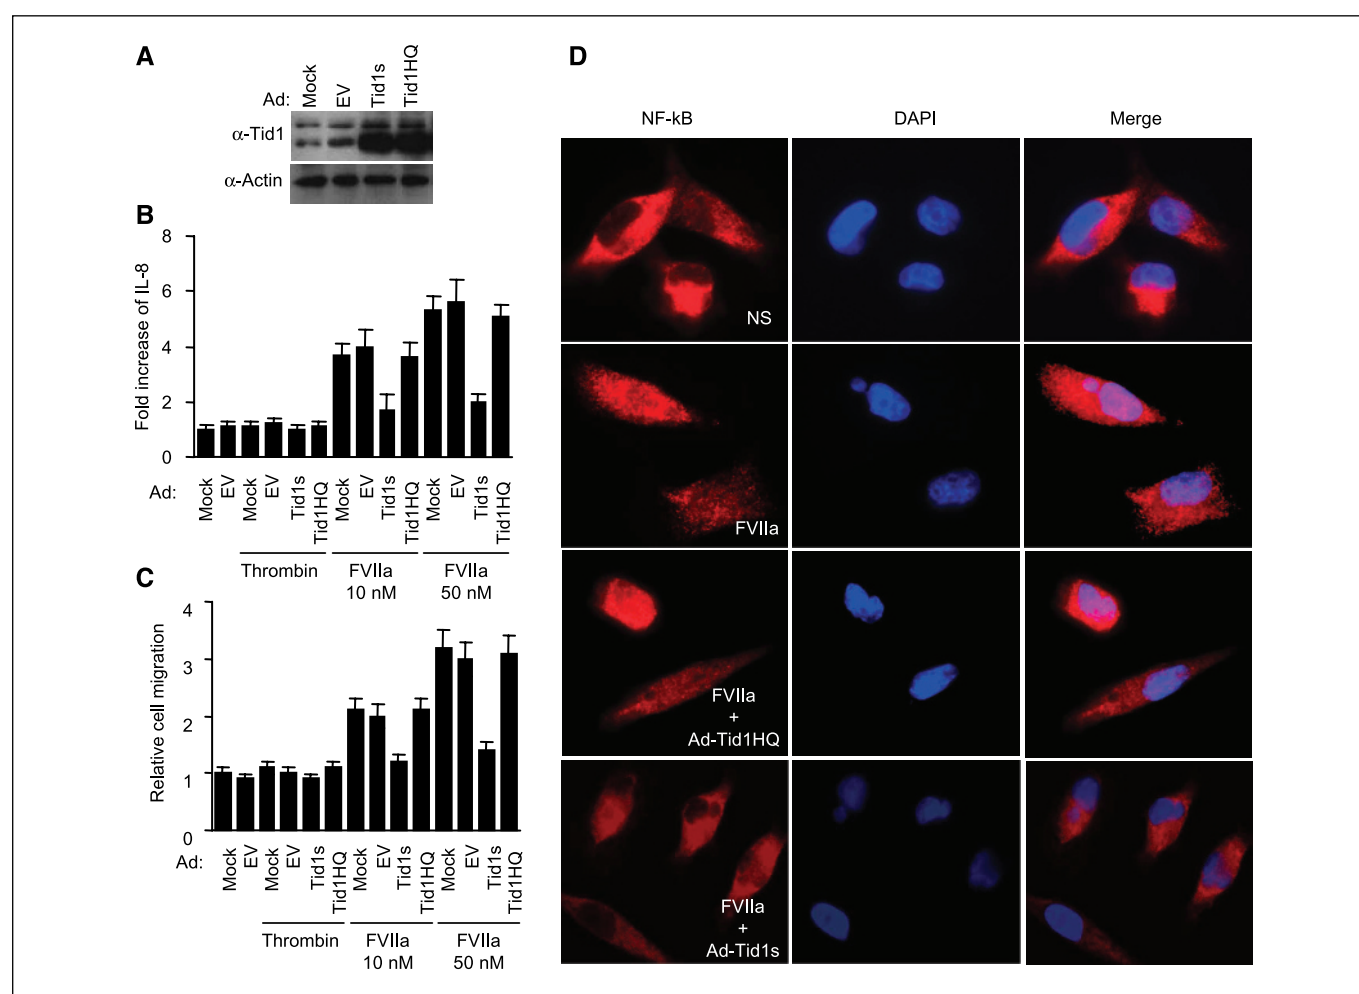 A
Ad:
Mock
EV
Tid1s
Tid1HQ
α-Tid1
α-Actin
B
Fold increase of IL-8
8
6
4
2
0
Ad:
Mock
EV
Mock
EV
Tid1s
Tid1HQ
Mock
EV
Tid1s
Tid1HQ
Mock
EV
Tid1s
Tid1HQ
Thrombin
FVIIa
10 nM
FVIIa
50 nM
C
Relative cell migration
4
3
2
1
0
Ad:
Mock
EV
Mock
EV
Tid1s
Tid1HQ
Mock
EV
Tid1s
Tid1HQ
Mock
EV
Tid1s
Tid1HQ
Thrombin
FVIIa
10 nM
FVIIa
50 nM
D
NF-kB
DAPI
Merge
NS
FVIIa
FVIIa
+
Ad-Tid1HQ
FVIIa
+
Ad-Tid1s